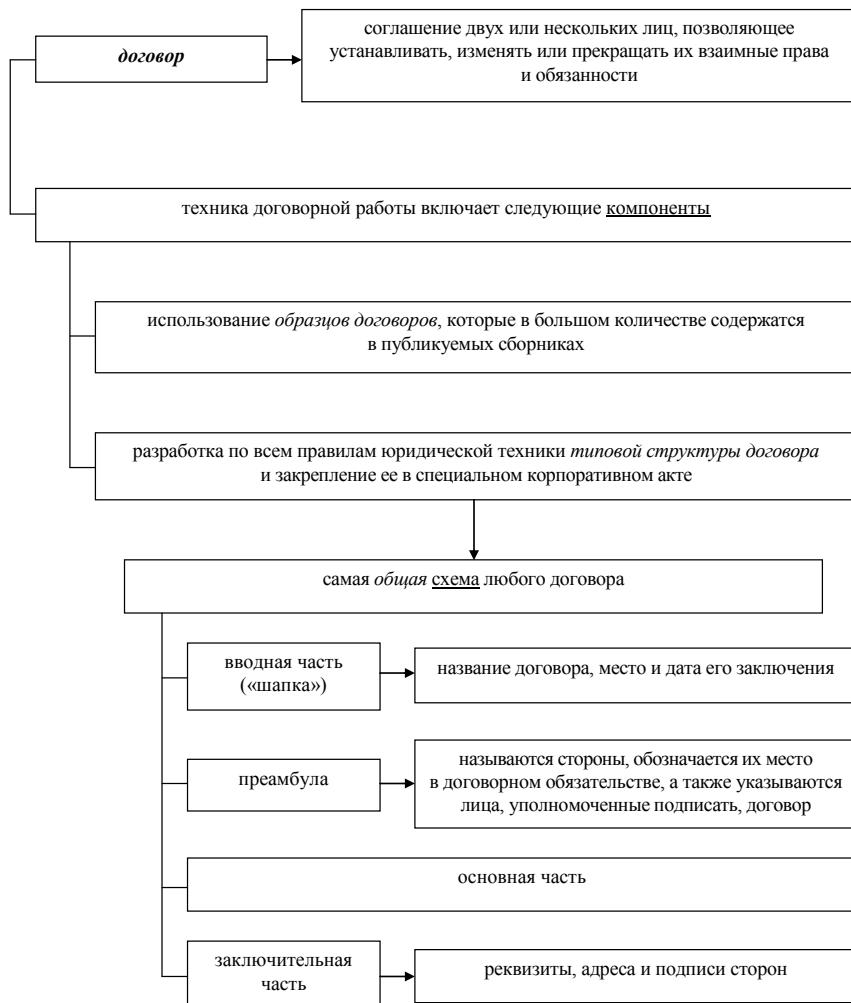 договор
соглашение двух или нескольких лиц, позволяющее
устанавливать, изменять или прекращать их взаимные права
и обязанности
техника договорной работы включает следующие компоненты
использование образцов договоров, которые в большом количестве содержатся
в публикуемых сборниках
разработка по всем правилам юридической техники типовой структуры договора
и закрепление ее в специальном корпоративном акте
самая общая схема любого договора
вводная часть
(«шапка»)
название договора, место и дата его заключения
преамбула
называются стороны, обозначается их место
в договорном обязательстве, а также указываются
лица, уполномоченные подписать, договор
основная часть
заключительная
часть
реквизиты, адреса и подписи сторон